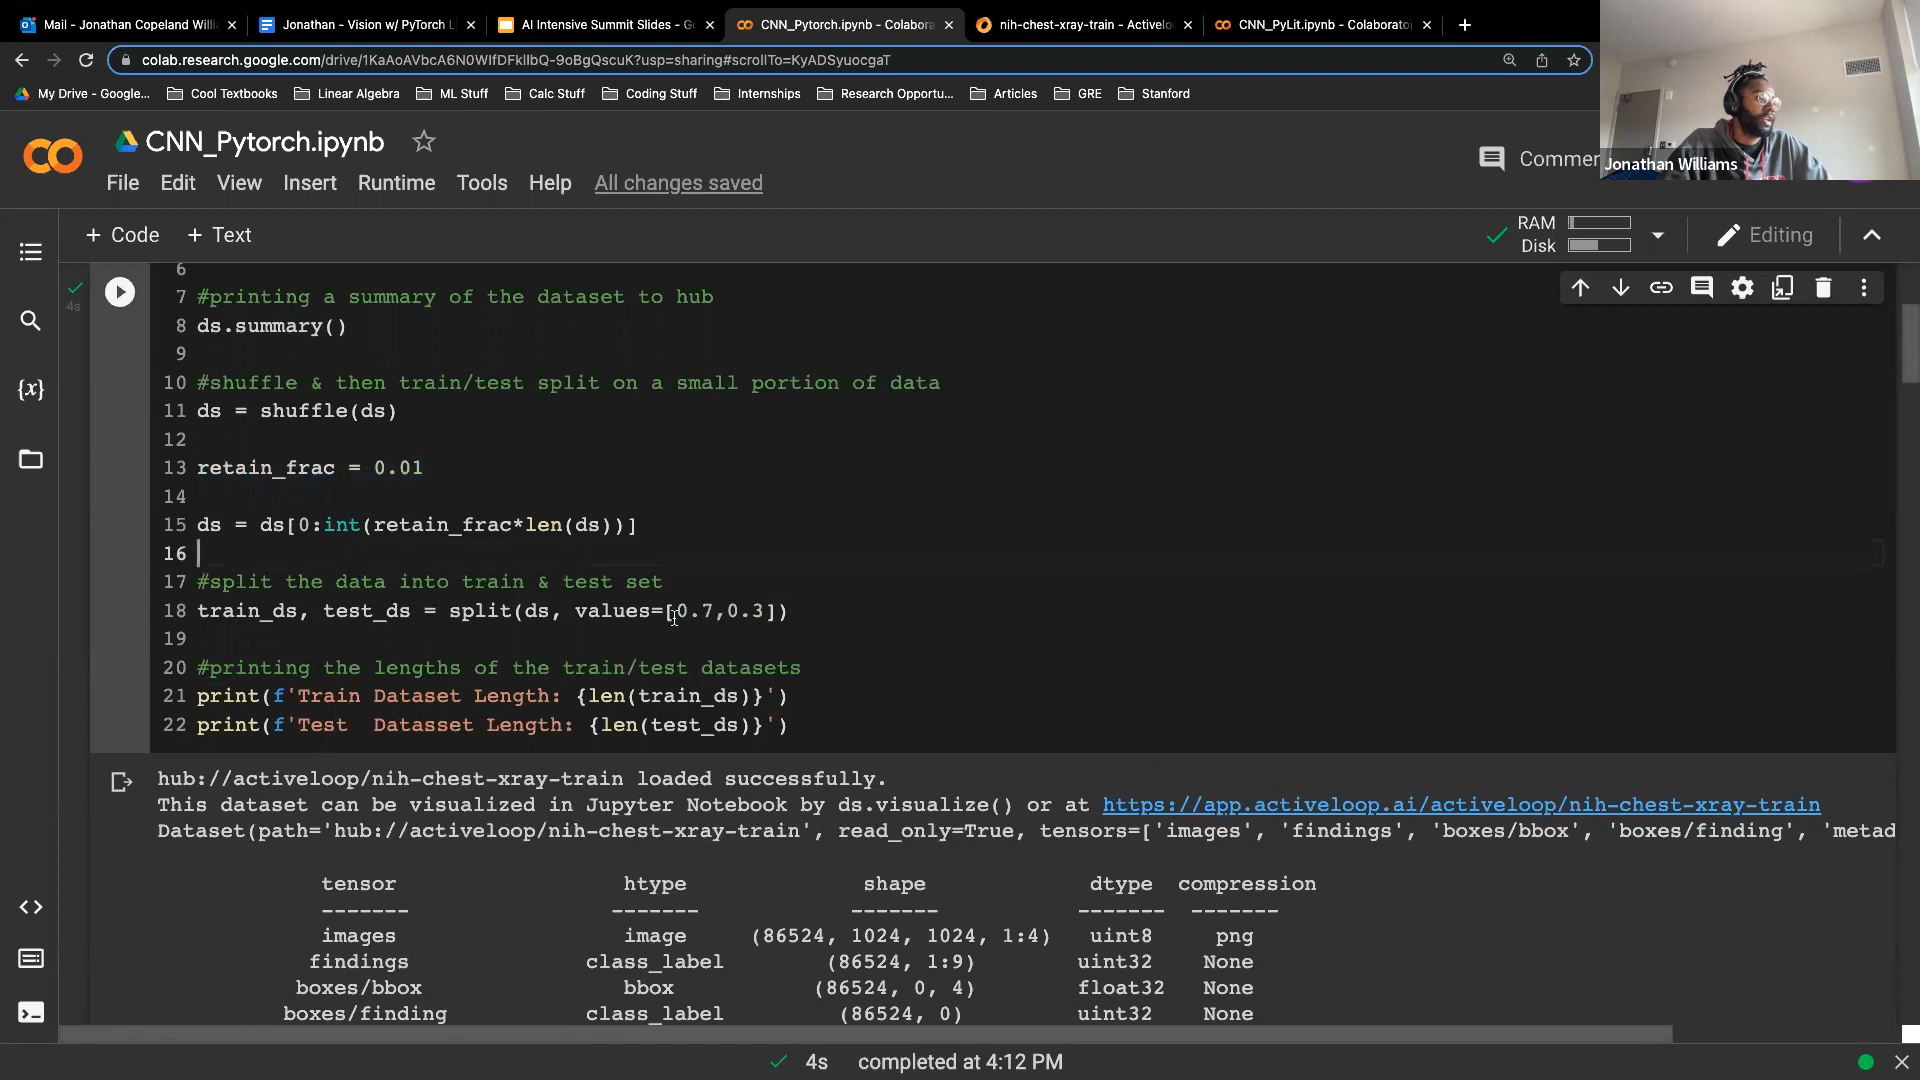 Mail - Jonathan Copeland Willi
Jonathan - Vision w/ PyTorch L
AI Intensive Summit Slides - Go
CNN_Pytorch.ipynb - Colabora
nih-chest-xray-train - Activelo
CNN_PyLit.ipynb - Colaborato
colab.research.google.com/drive/1KaAoAVbcA6N0WIfDFklIbQ-9oBgQscuK?usp=sharing#scrollTo=KyADSyuocgaT
My Drive - Google...
Cool Textbooks
Linear Algebra
ML Stuff
Calc Stuff
Coding Stuff
Internships
Research Opportu...
Articles
GRE
Stanford
CNN_Pytorch.ipynb
Commer
Jonathan Williams
File Edit View Insert Runtime Tools Help All changes saved
+ Code + Text
RAM
Disk
Editing
4s
6
7 #printing a summary of the dataset to hub
8 ds.summary()
9
10 #shuffle & then train/test split on a small portion of data
11 ds = shuffle(ds)
12
13 retain_frac = 0.01
14
15 ds = ds[0:int(retain_frac*len(ds))]
16
17 #split the data into train & test set
18 train_ds, test_ds = split(ds, values=[0.7,0.3])
19
20 #printing the lengths of the train/test datasets
21 print(f'Train Dataset Length: {len(train_ds)}')
22 print(f'Test  Datasset Length: {len(test_ds)}')
hub://activeloop/nih-chest-xray-train loaded successfully.
This dataset can be visualized in Jupyter Notebook by ds.visualize() or at https://app.activeloop.ai/activeloop/nih-chest-xray-train
Dataset(path='hub://activeloop/nih-chest-xray-train', read_only=True, tensors=['images', 'findings', 'boxes/bbox', 'boxes/finding', 'metad
tensor htype shape dtype compression
------- ------- ------- ------- -------
images image (86524, 1024, 1024, 1:4) uint8 png
findings class_label (86524, 1:9) uint32 None
boxes/bbox bbox (86524, 0, 4) float32 None
boxes/finding class_label (86524, 0) uint32 None
4s completed at 4:12 PM